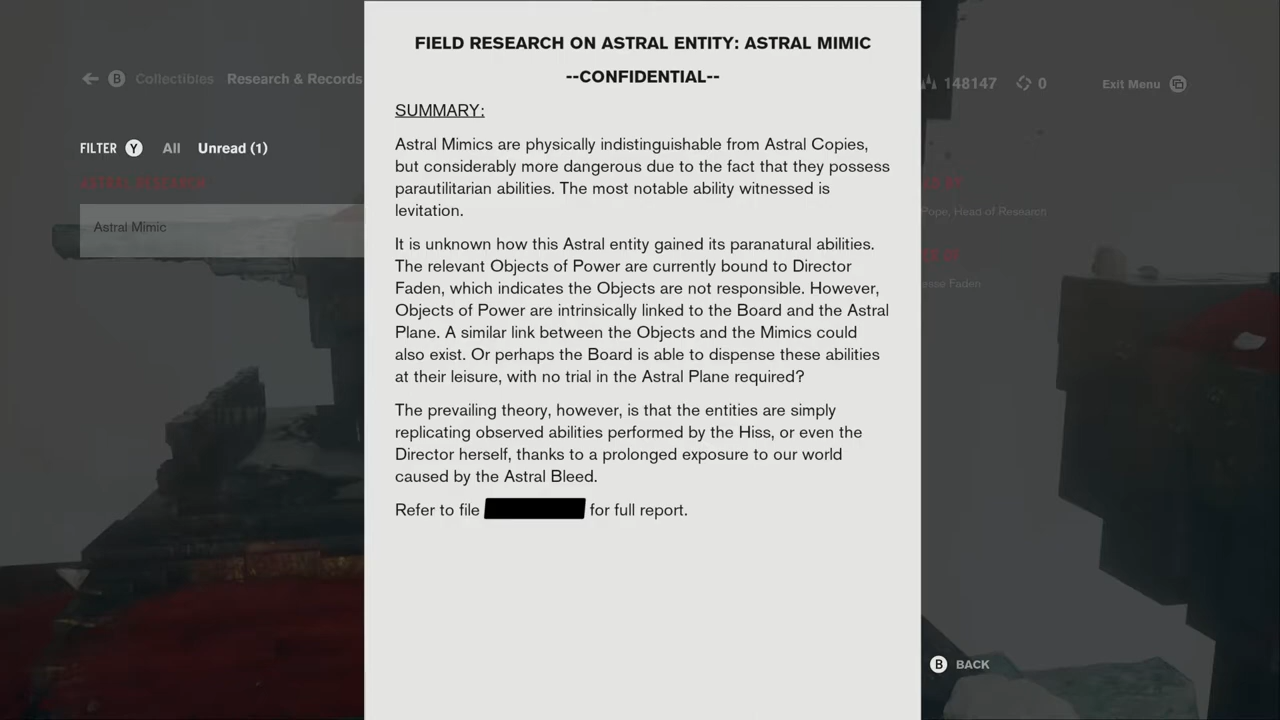 FIELD RESEARCH ON ASTRAL ENTITY: ASTRAL MIMIC
--CONFIDENTIAL--
B Collectibles Research & Records
148147 0
Exit Menu
SUMMARY:
FILTER Y All Unread (1)
ASTRAL RESEARCH
Astral Mimic
Astral Mimics are physically indistinguishable from Astral Copies,
but considerably more dangerous due to the fact that they possess
parautilitarian abilities. The most notable ability witnessed is
levitation.
It is unknown how this Astral entity gained its paranatural abilities.
The relevant Objects of Power are currently bound to Director
Faden, which indicates the Objects are not responsible. However,
Objects of Power are intrinsically linked to the Board and the Astral
Plane. A similar link between the Objects and the Mimics could
also exist. Or perhaps the Board is able to dispense these abilities
at their leisure, with no trial in the Astral Plane required?
The prevailing theory, however, is that the entities are simply
replicating observed abilities performed by the Hiss, or even the
Director herself, thanks to a prolonged exposure to our world
caused by the Astral Bleed.
Refer to file for full report.
Pope, Head of Research
esse Faden
B BACK